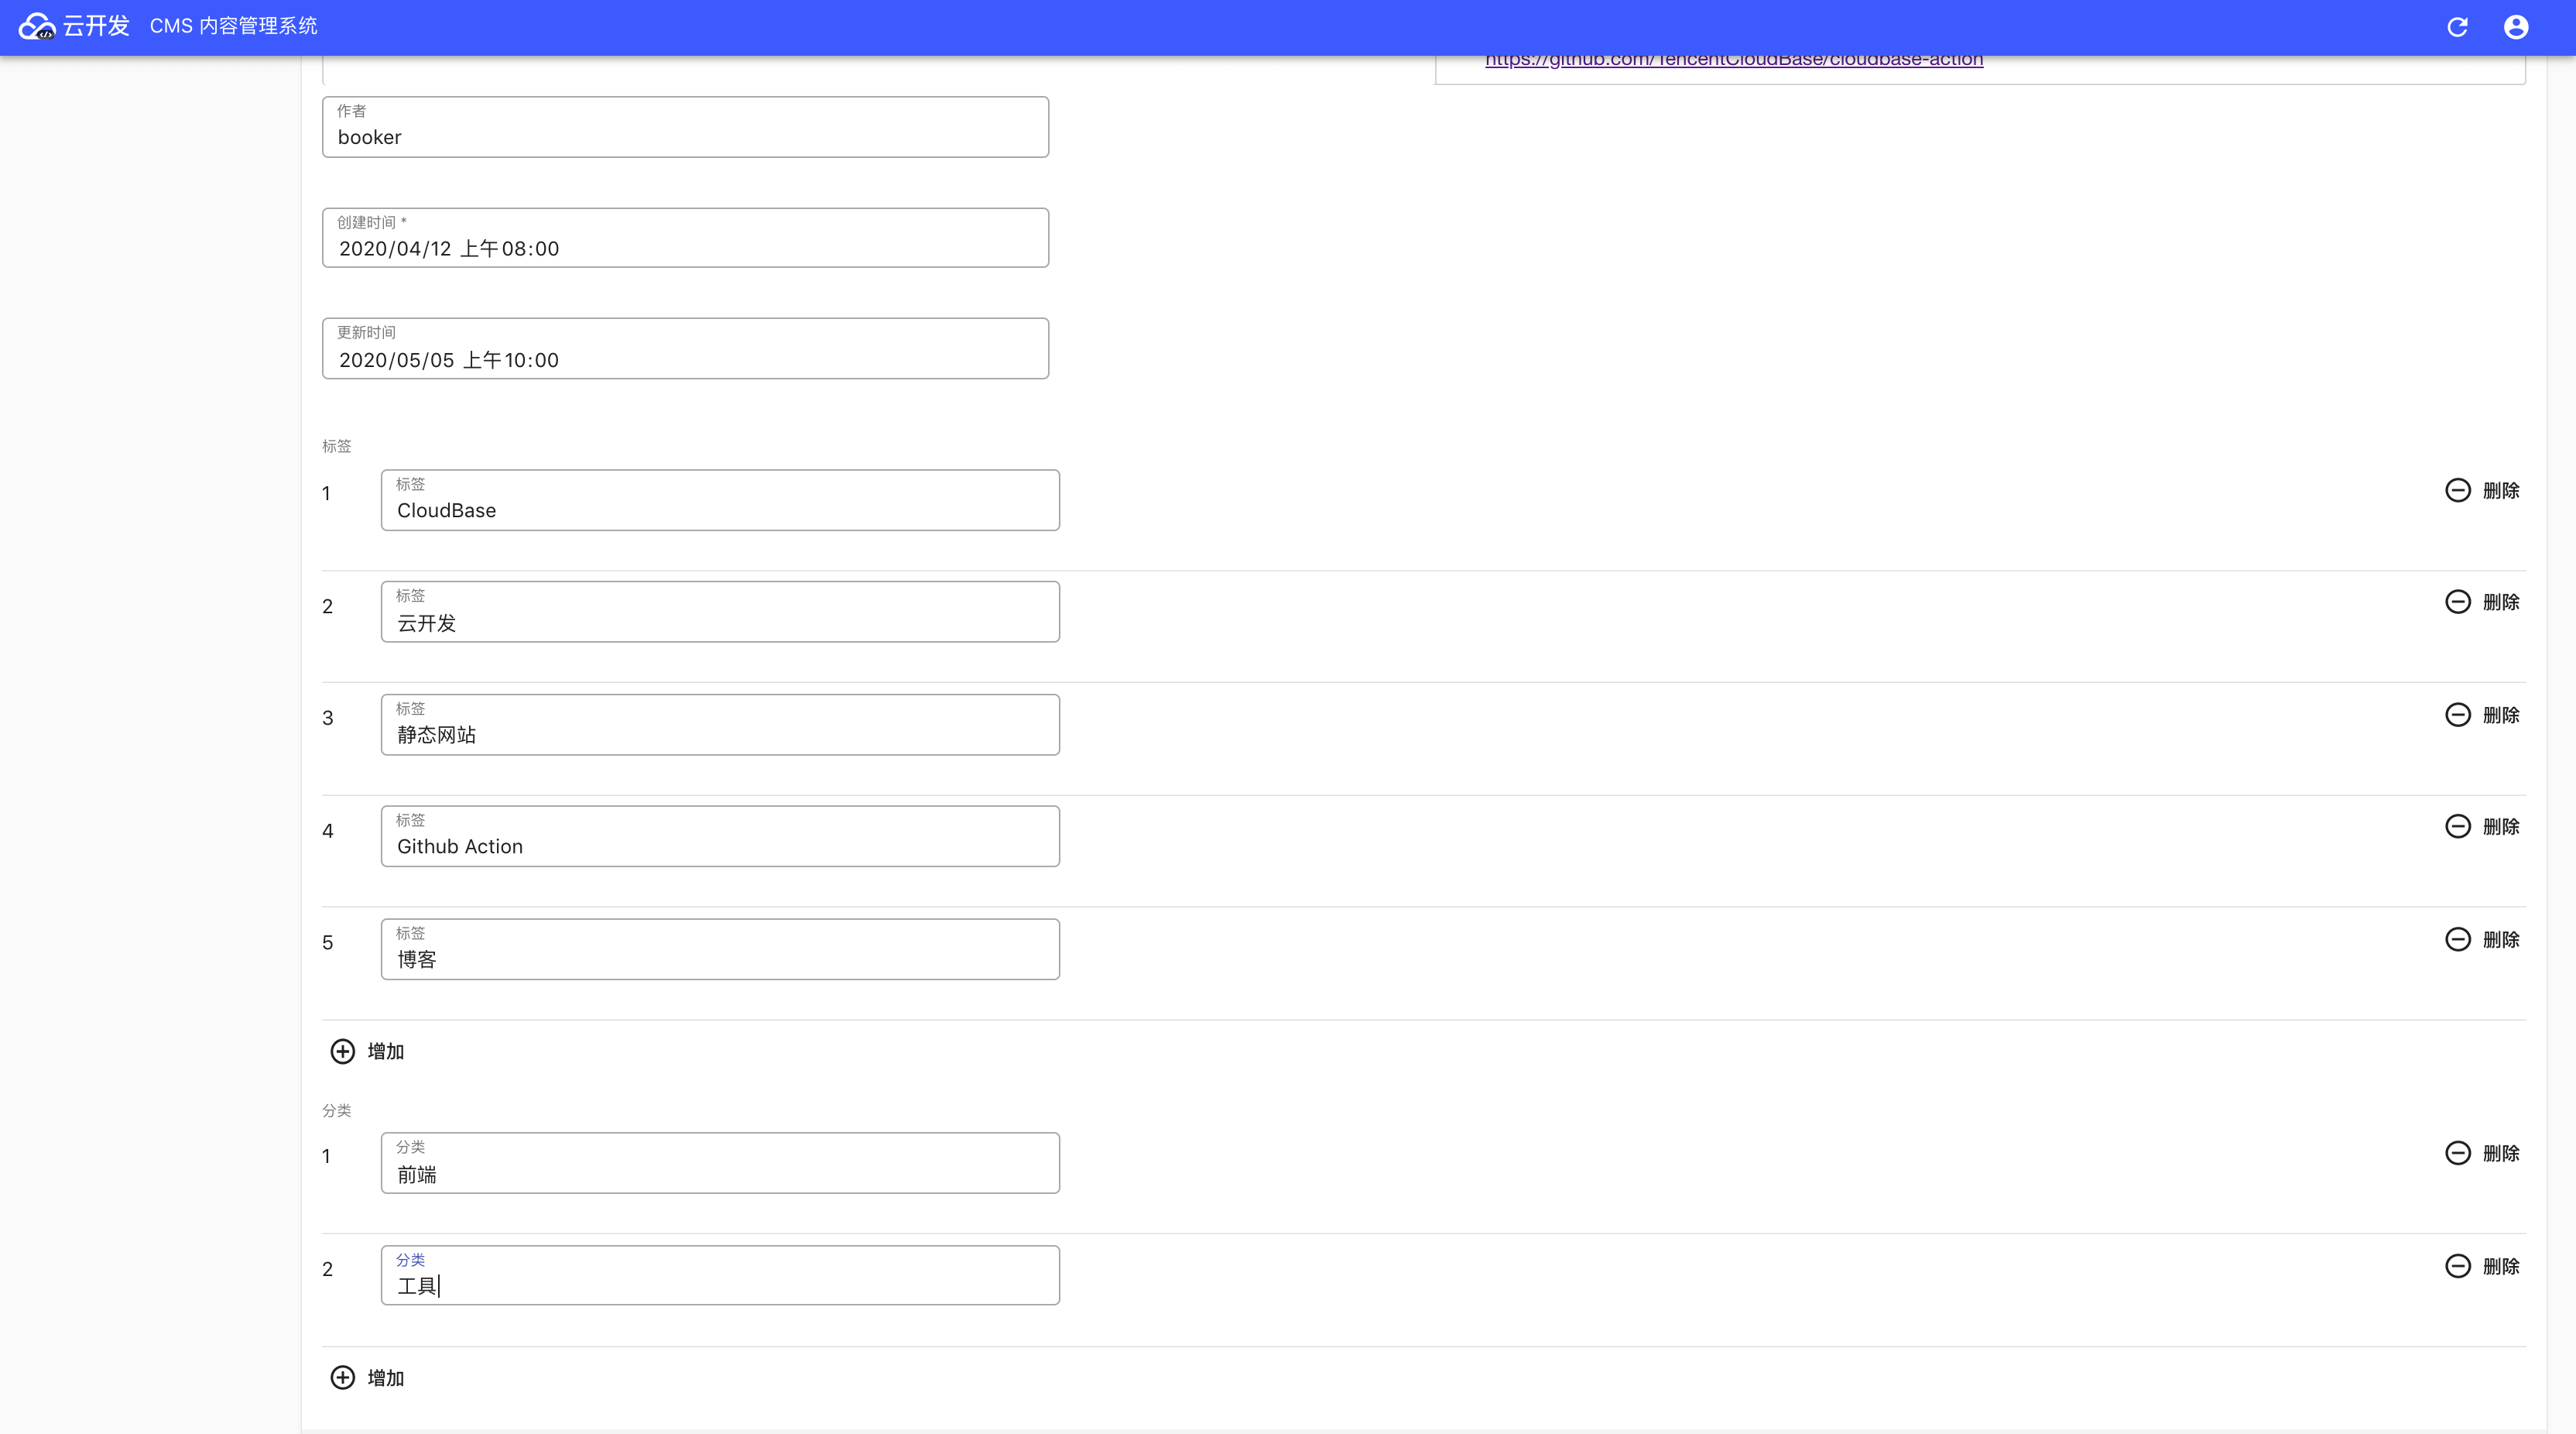 云开发 CMS 内容管理系统
https://github.com/TencentCloudBase/cloudbase-action
作者
booker
创建时间 *
2020/04/12 上午08:00
更新时间
2020/05/05 上午10:00
标签
1
标签
CloudBase
删除
2
标签
云开发
删除
3
标签
静态网站
删除
4
标签
Github Action
删除
5
标签
博客
删除
增加
分类
1
分类
前端
删除
2
分类
工具
删除
增加